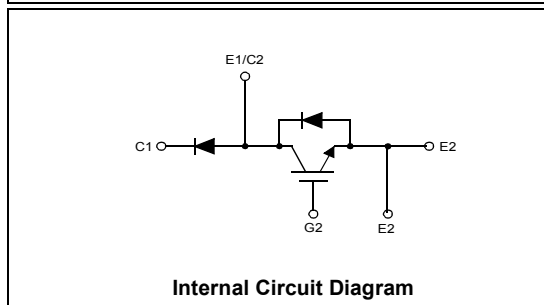 E1/C2
C1
E2
G2
E2
Internal Circuit Diagram